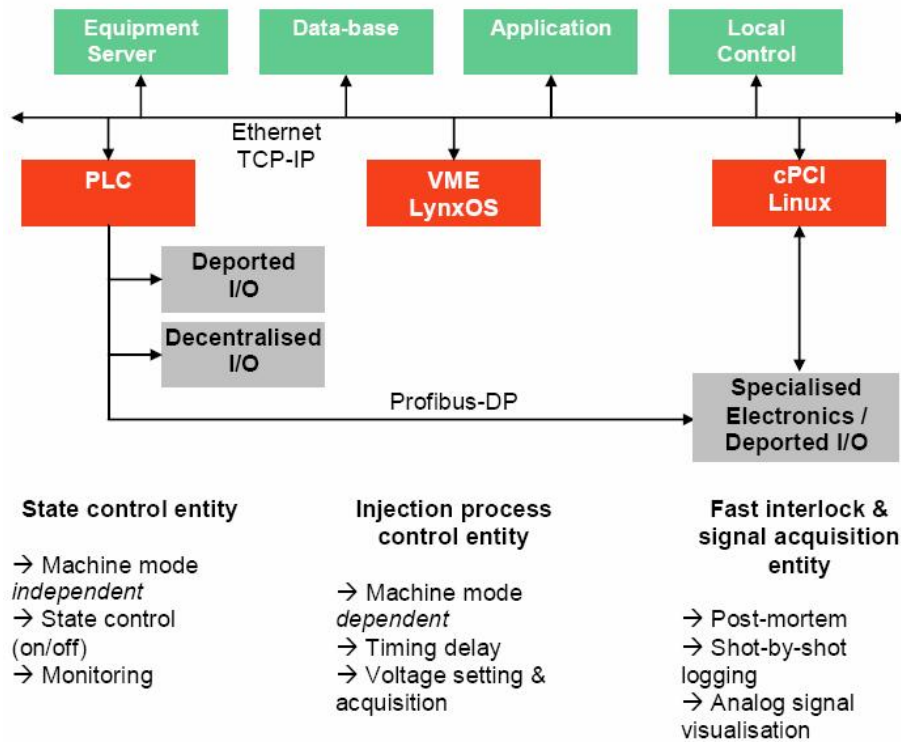 Equipment
Server
Data-base
Application
Local
Control
Ethernet
TCP-IP
PLC
VME
LynxOS
cPCI
Linux
Deported
I/O
Decentralised
I/O
Profibus-DP
Specialised
Electronics /
Deported I/O
State control entity
→ Machine mode
independent
→ State control
(on/off)
→ Monitoring
Injection process
control entity
→ Machine mode
dependent
→ Timing delay
→ Voltage setting &
acquisition
Fast interlock &
signal acquisition
entity
→ Post-mortem
→ Shot-by-shot
logging
→ Analog signal
visualisation